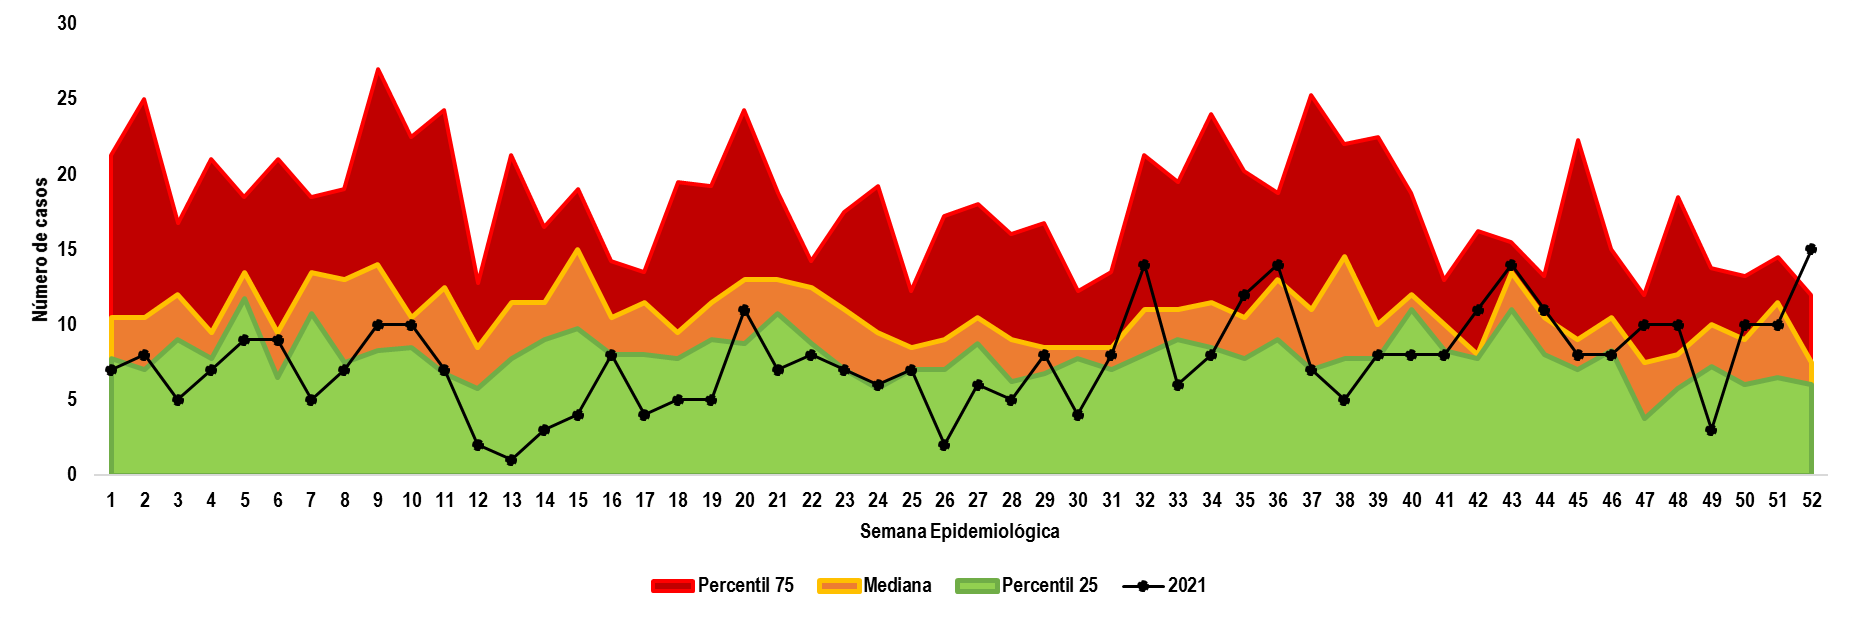 30
25
20
15
10
5
0
Número de casos
1 2 3 4 5 6 7 8 9 10 11 12 13 14 15 16 17 18 19 20 21 22 23 24 25 26 27 28 29 30 31 32 33 34 35 36 37 38 39 40 41 42 43 44 45 46 47 48 49 50 51 52
Semana Epidemiológica
Percentil 75 Mediana Percentil 25 2021